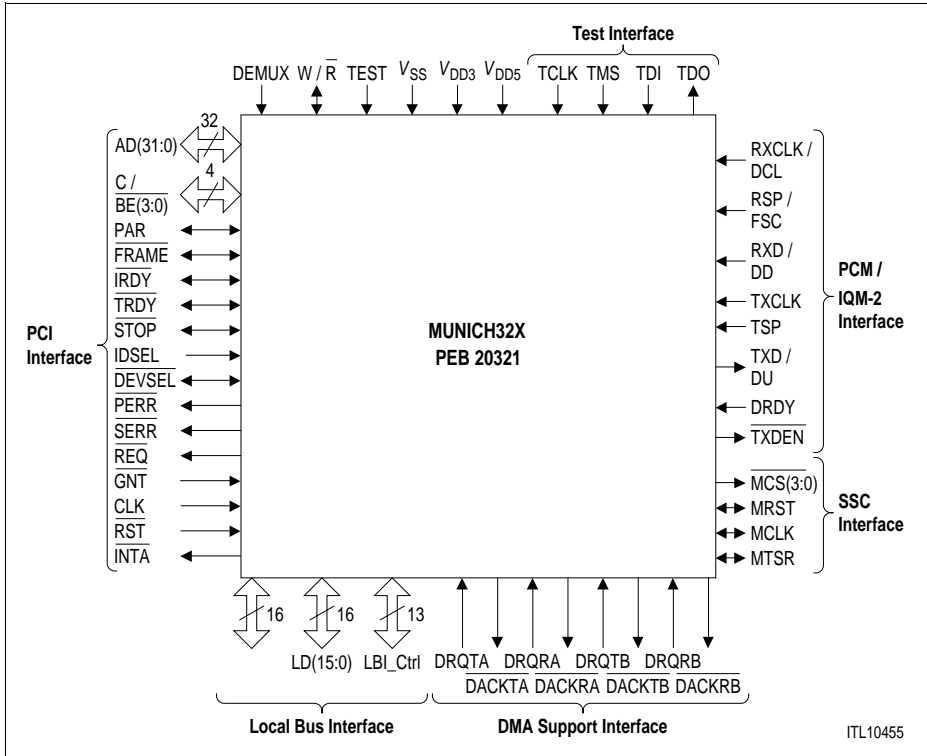 Test Interface
DEMUX W / R TEST VSS VDD3 VDD5 TCLK TMS TDI TDO
PCI
Interface
32
AD(31:0)
4
C /
BE(3:0)
PAR
FRAME
IRDY
TRDY
STOP
IDSEL
DEVSEL
PERR
SERR
REQ
GNT
CLK
RST
INTA
MUNICH32X
PEB 20321
RXCLK /
DCL
RSP /
FSC
RXD /
DD
TXCLK
TSP
TXD /
DU
DRDY
TXDEN
PCM /
IQM-2
Interface
MCS(3:0)
MRST
MCLK
MTSR
SSC
Interface
16 16 13
LD(15:0) LBI_Ctrl DRQTA DRQRA DRQTB DRQRB
DACKTA DACKRA DACKTB DACKRB
Local Bus Interface DMA Support Interface
ITL10455